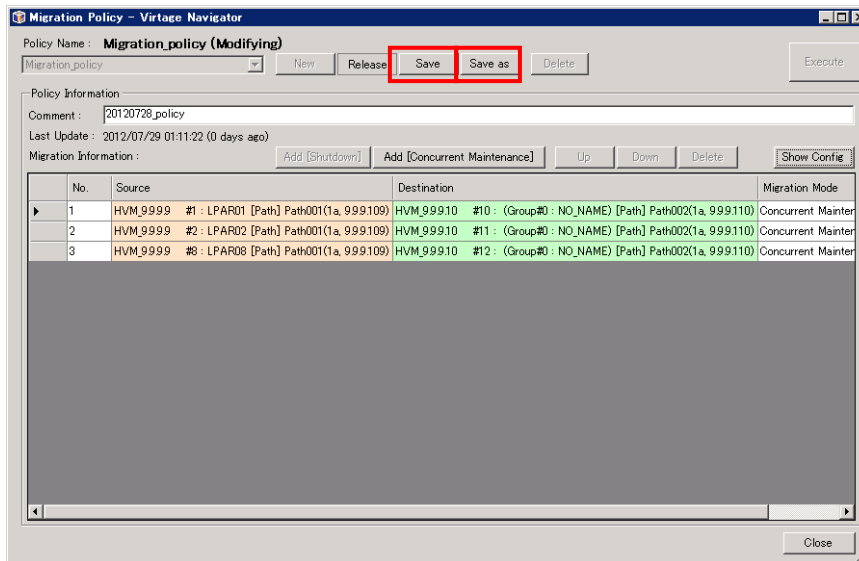 Migration Policy - Virtage Navigator
Policy Name : Migration_policy (Modifying)
Migration_policy New Release Save Save as Delete Execute
Policy Information
Comment : 20120728_policy
Last Update : 2012/07/29 01:11:22 (0 days ago)
Migration Information : Add [Shutdown] Add [Concurrent Maintenance] Up Down Delete Show Config
No. Source Destination Migration Mode
1 HVM_9.9.9.9 #1 : LPAR01 [Path] Path001(1a, 9.9.9.109) HVM_9.9.9.10 #10 : (Group#0 : NO_NAME) [Path] Path002(1a, 9.9.9.110) Concurrent Mainter
2 HVM_9.9.9.9 #2 : LPAR02 [Path] Path001(1a, 9.9.9.109) HVM_9.9.9.10 #11 : (Group#0 : NO_NAME) [Path] Path002(1a, 9.9.9.110) Concurrent Mainter
3 HVM_9.9.9.9 #8 : LPAR08 [Path] Path001(1a, 9.9.9.109) HVM_9.9.9.10 #12 : (Group#0 : NO_NAME) [Path] Path002(1a, 9.9.9.110) Concurrent Mainter
Close